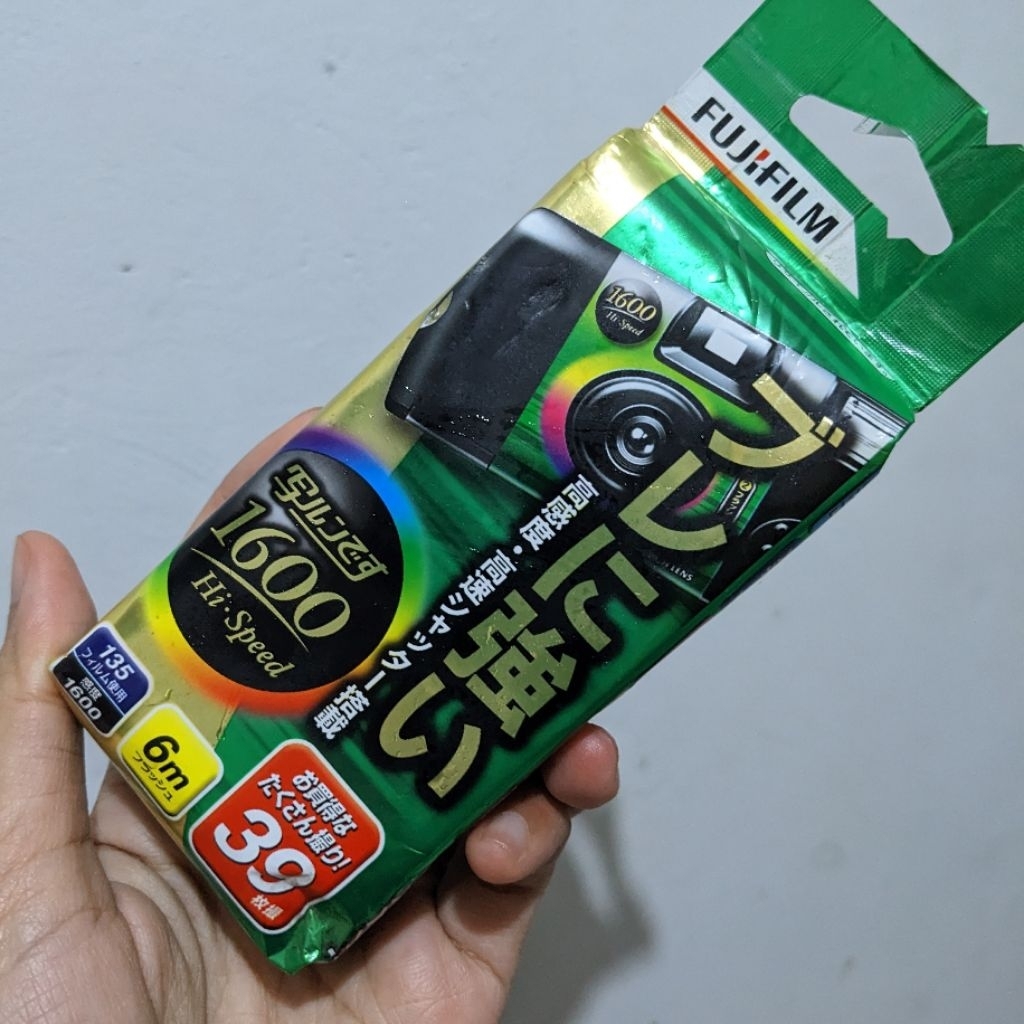 FUJIFILM
1600
Hi·Speed
ブレに強い
高感度・高速シャッター搭載
写ルンです
1600
Hi·Speed
135
フィルム使用
感度
1600
6m
フラッシュ
お買得な
たくさん撮り!
39
枚撮
LENS